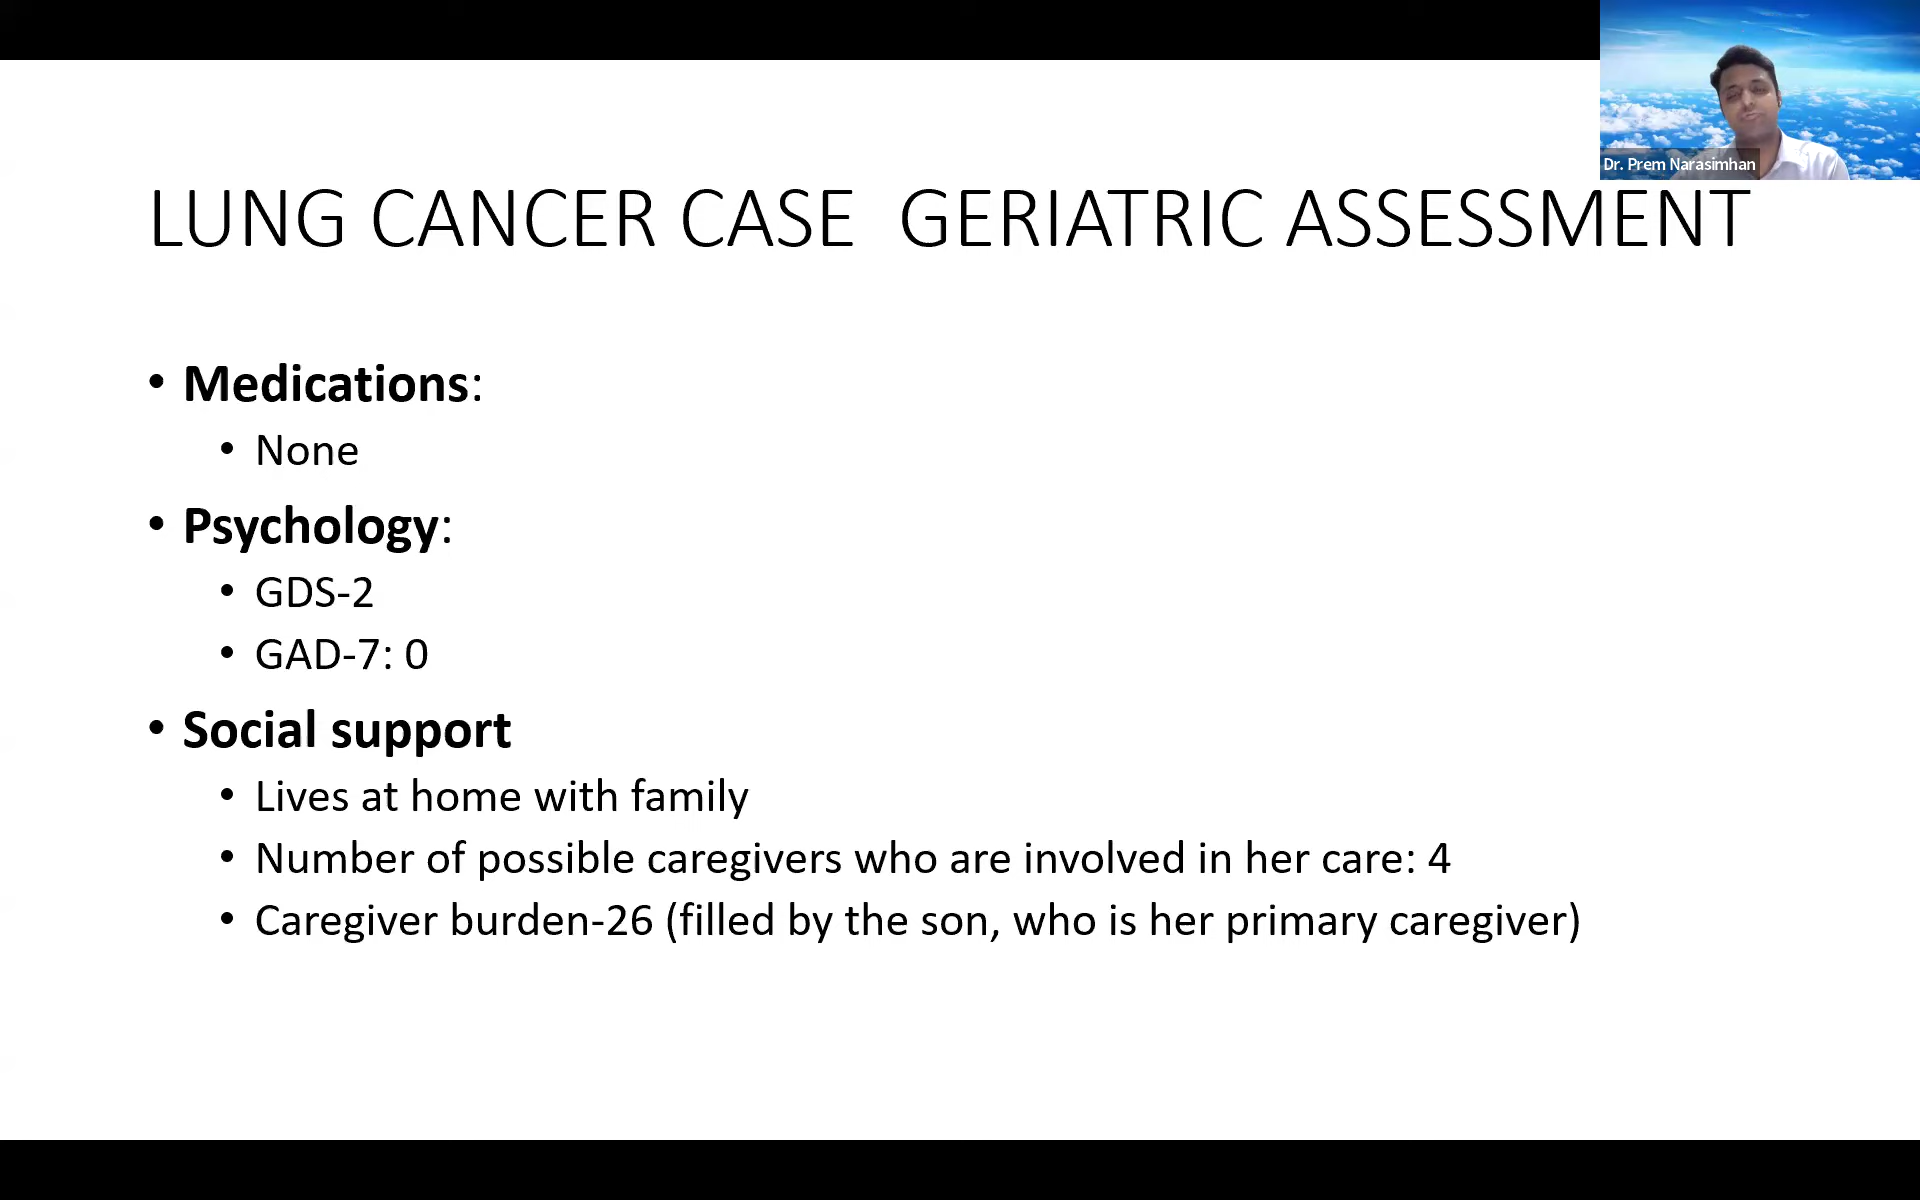 Dr. Prem Narasimhan
LUNG CANCER CASE GERIATRIC ASSESSMENT
• Medications:
• None
• Psychology:
• GDS-2
• GAD-7: 0
• Social support
• Lives at home with family
• Number of possible caregivers who are involved in her care: 4
• Caregiver burden-26 (filled by the son, who is her primary caregiver)